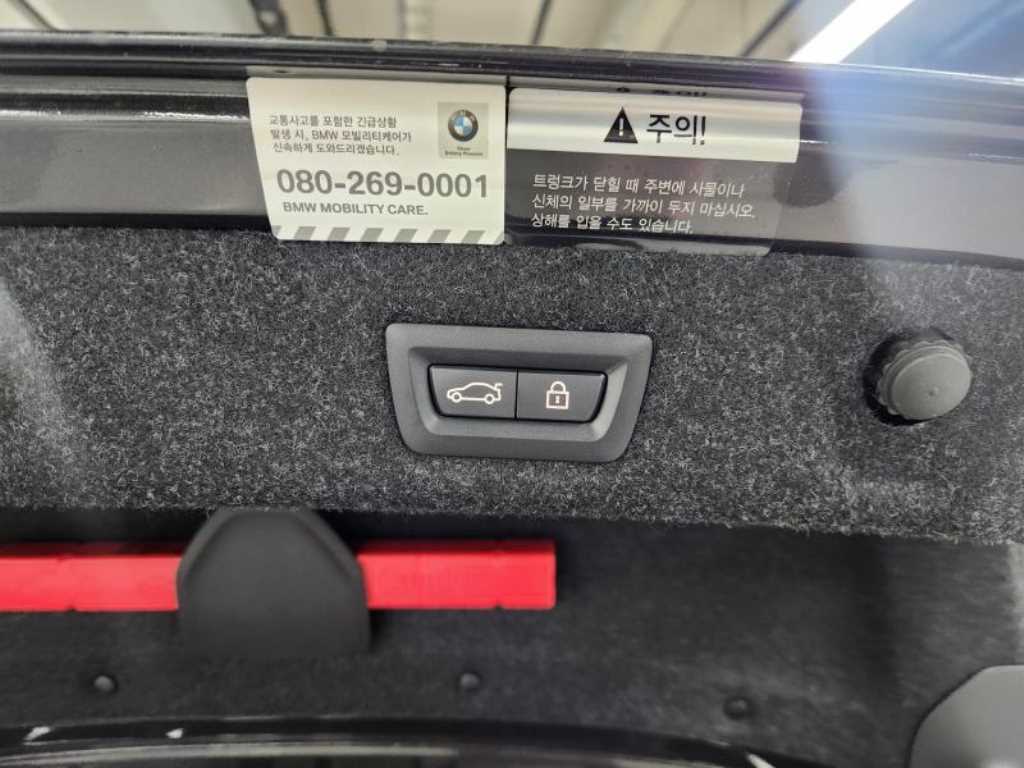 교통사고를 포함한 긴급상황
발생 시, BMW 모빌리티케어가
신속하게 도와드리겠습니다.
080-269-0001
BMW MOBILITY CARE.
주의!
트렁크가 닫힐 때 주변에 사물이나
신체의 일부를 가까이 두지 마십시오.
상해를 입을 수도 있습니다.